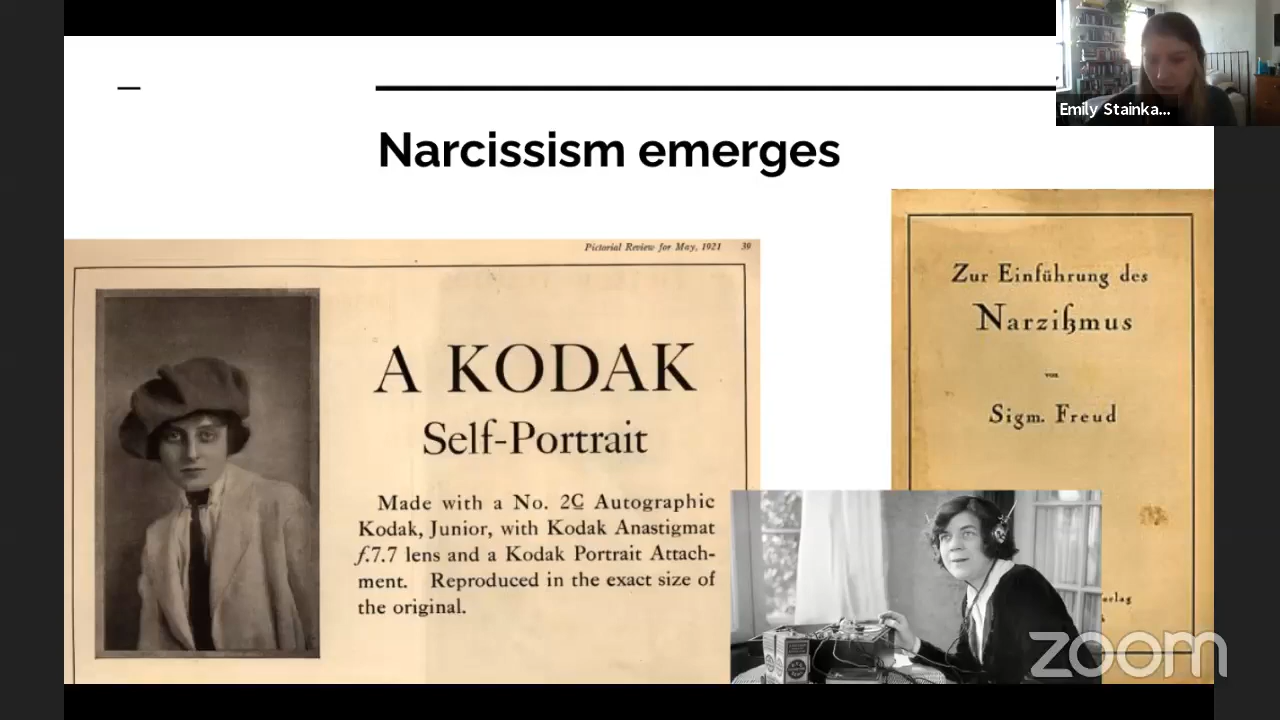 Emily Stainka...
Narcissism emerges
Pictorial Review for May, 1921 39
A KODAK
Self-Portrait
Made with a No. 2C Autographic
Kodak, Junior, with Kodak Anastigmat
f.7.7 lens and a Kodak Portrait Attach-
ment. Reproduced in the exact size of
the original.
Zur Einführung des
Narzißmus
von
Sigm. Freud
zoom